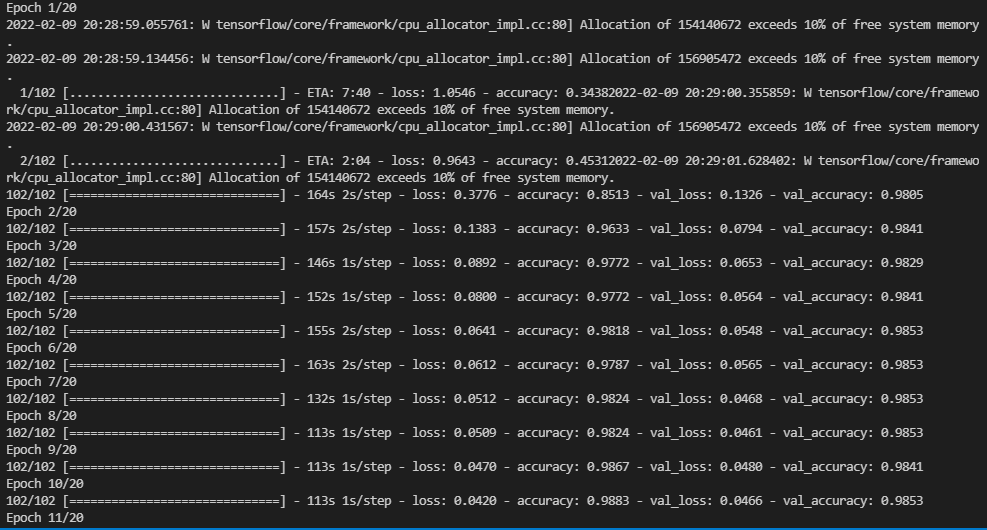 Epoch 1/20
2022-02-09 20:28:59.055761: W tensorflow/core/framework/cpu_allocator_impl.cc:80] Allocation of 154140672 exceeds 10% of free system memory
.
2022-02-09 20:28:59.134456: W tensorflow/core/framework/cpu_allocator_impl.cc:80] Allocation of 156905472 exceeds 10% of free system memory
.
  1/102 [..............................] - ETA: 7:40 - loss: 1.0546 - accuracy: 0.34382022-02-09 20:29:00.355859: W tensorflow/core/framewo
rk/cpu_allocator_impl.cc:80] Allocation of 154140672 exceeds 10% of free system memory.
2022-02-09 20:29:00.431567: W tensorflow/core/framework/cpu_allocator_impl.cc:80] Allocation of 156905472 exceeds 10% of free system memory
.
  2/102 [..............................] - ETA: 2:04 - loss: 0.9643 - accuracy: 0.45312022-02-09 20:29:01.628402: W tensorflow/core/framewo
rk/cpu_allocator_impl.cc:80] Allocation of 154140672 exceeds 10% of free system memory.
102/102 [==============================] - 164s 2s/step - loss: 0.3776 - accuracy: 0.8513 - val_loss: 0.1326 - val_accuracy: 0.9805
Epoch 2/20
102/102 [==============================] - 157s 2s/step - loss: 0.1383 - accuracy: 0.9633 - val_loss: 0.0794 - val_accuracy: 0.9841
Epoch 3/20
102/102 [==============================] - 146s 1s/step - loss: 0.0892 - accuracy: 0.9772 - val_loss: 0.0653 - val_accuracy: 0.9829
Epoch 4/20
102/102 [==============================] - 152s 1s/step - loss: 0.0800 - accuracy: 0.9772 - val_loss: 0.0564 - val_accuracy: 0.9841
Epoch 5/20
102/102 [==============================] - 155s 2s/step - loss: 0.0641 - accuracy: 0.9818 - val_loss: 0.0548 - val_accuracy: 0.9853
Epoch 6/20
102/102 [==============================] - 163s 2s/step - loss: 0.0612 - accuracy: 0.9787 - val_loss: 0.0565 - val_accuracy: 0.9853
Epoch 7/20
102/102 [==============================] - 132s 1s/step - loss: 0.0512 - accuracy: 0.9824 - val_loss: 0.0468 - val_accuracy: 0.9853
Epoch 8/20
102/102 [==============================] - 113s 1s/step - loss: 0.0509 - accuracy: 0.9824 - val_loss: 0.0461 - val_accuracy: 0.9853
Epoch 9/20
102/102 [==============================] - 113s 1s/step - loss: 0.0470 - accuracy: 0.9867 - val_loss: 0.0480 - val_accuracy: 0.9841
Epoch 10/20
102/102 [==============================] - 113s 1s/step - loss: 0.0420 - accuracy: 0.9883 - val_loss: 0.0466 - val_accuracy: 0.9853
Epoch 11/20